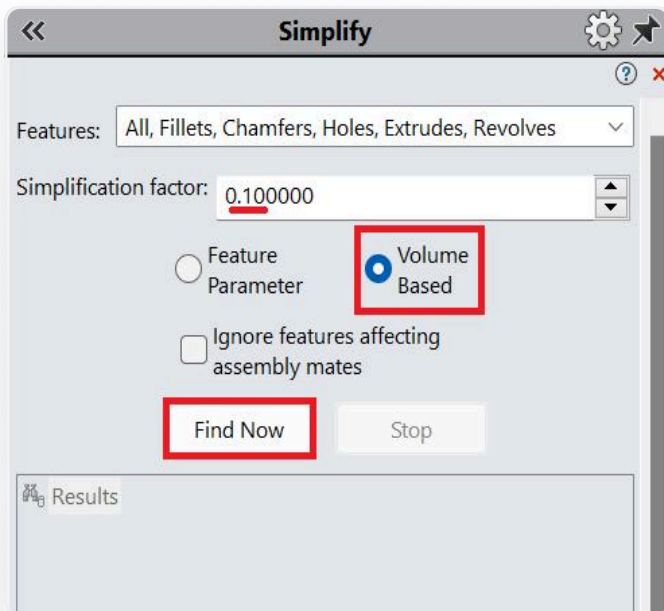 Simplify
Features: All, Fillets, Chamfers, Holes, Extrudes, Revolves
Simplification factor: 0.100000
Feature Parameter
Volume Based
Ignore features affecting
assembly mates
Find Now Stop
Results